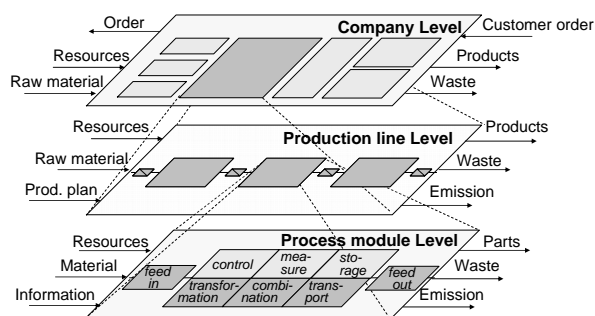 Order
Company Level
Customer order
Resources
Products
Raw material
Waste
Resources
Products
Production line Level
Raw material
Waste
Prod. plan
Emission
Resources
Process module Level
Parts
Material
feed
in
control
mea-
sure
sto-
rage
feed
out
Waste
Information
transfor-
mation
combi-
nation
trans-
port
Emission